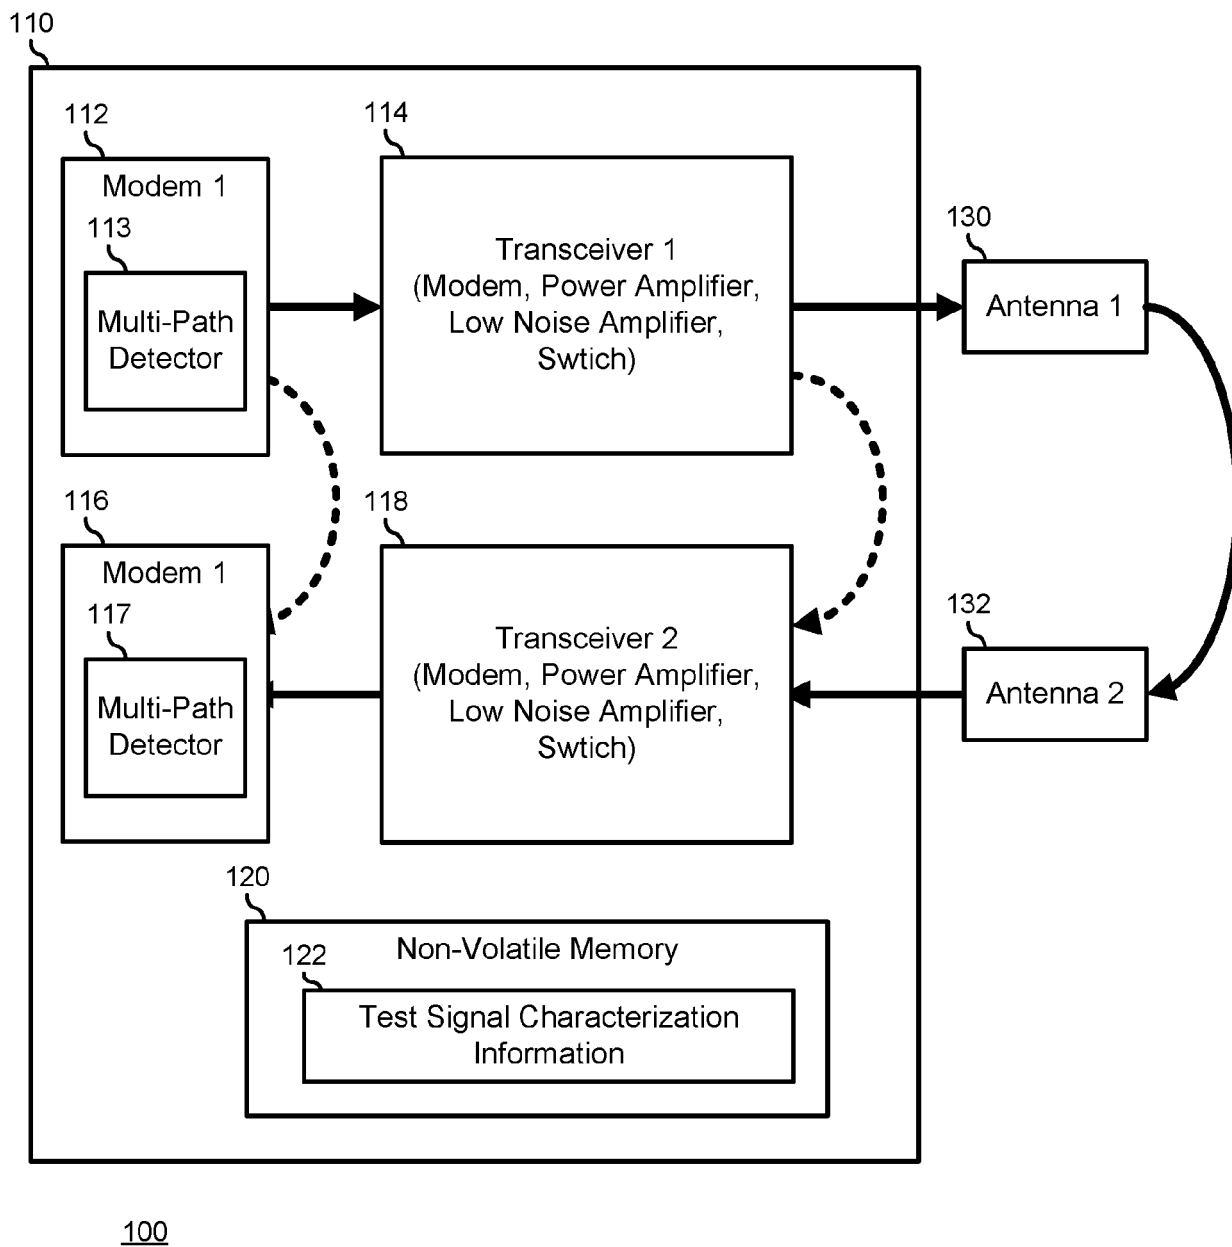 110
112
114
Modem 1
113
Multi-Path
Detector
Transceiver 1
(Modem, Power Amplifier,
Low Noise Amplifier,
Swtich)
130
Antenna 1
116
118
Modem 1
117
Multi-Path
Detector
Transceiver 2
(Modem, Power Amplifier,
Low Noise Amplifier,
Swtich)
132
Antenna 2
120
Non-Volatile Memory
122
Test Signal Characterization
Information
100